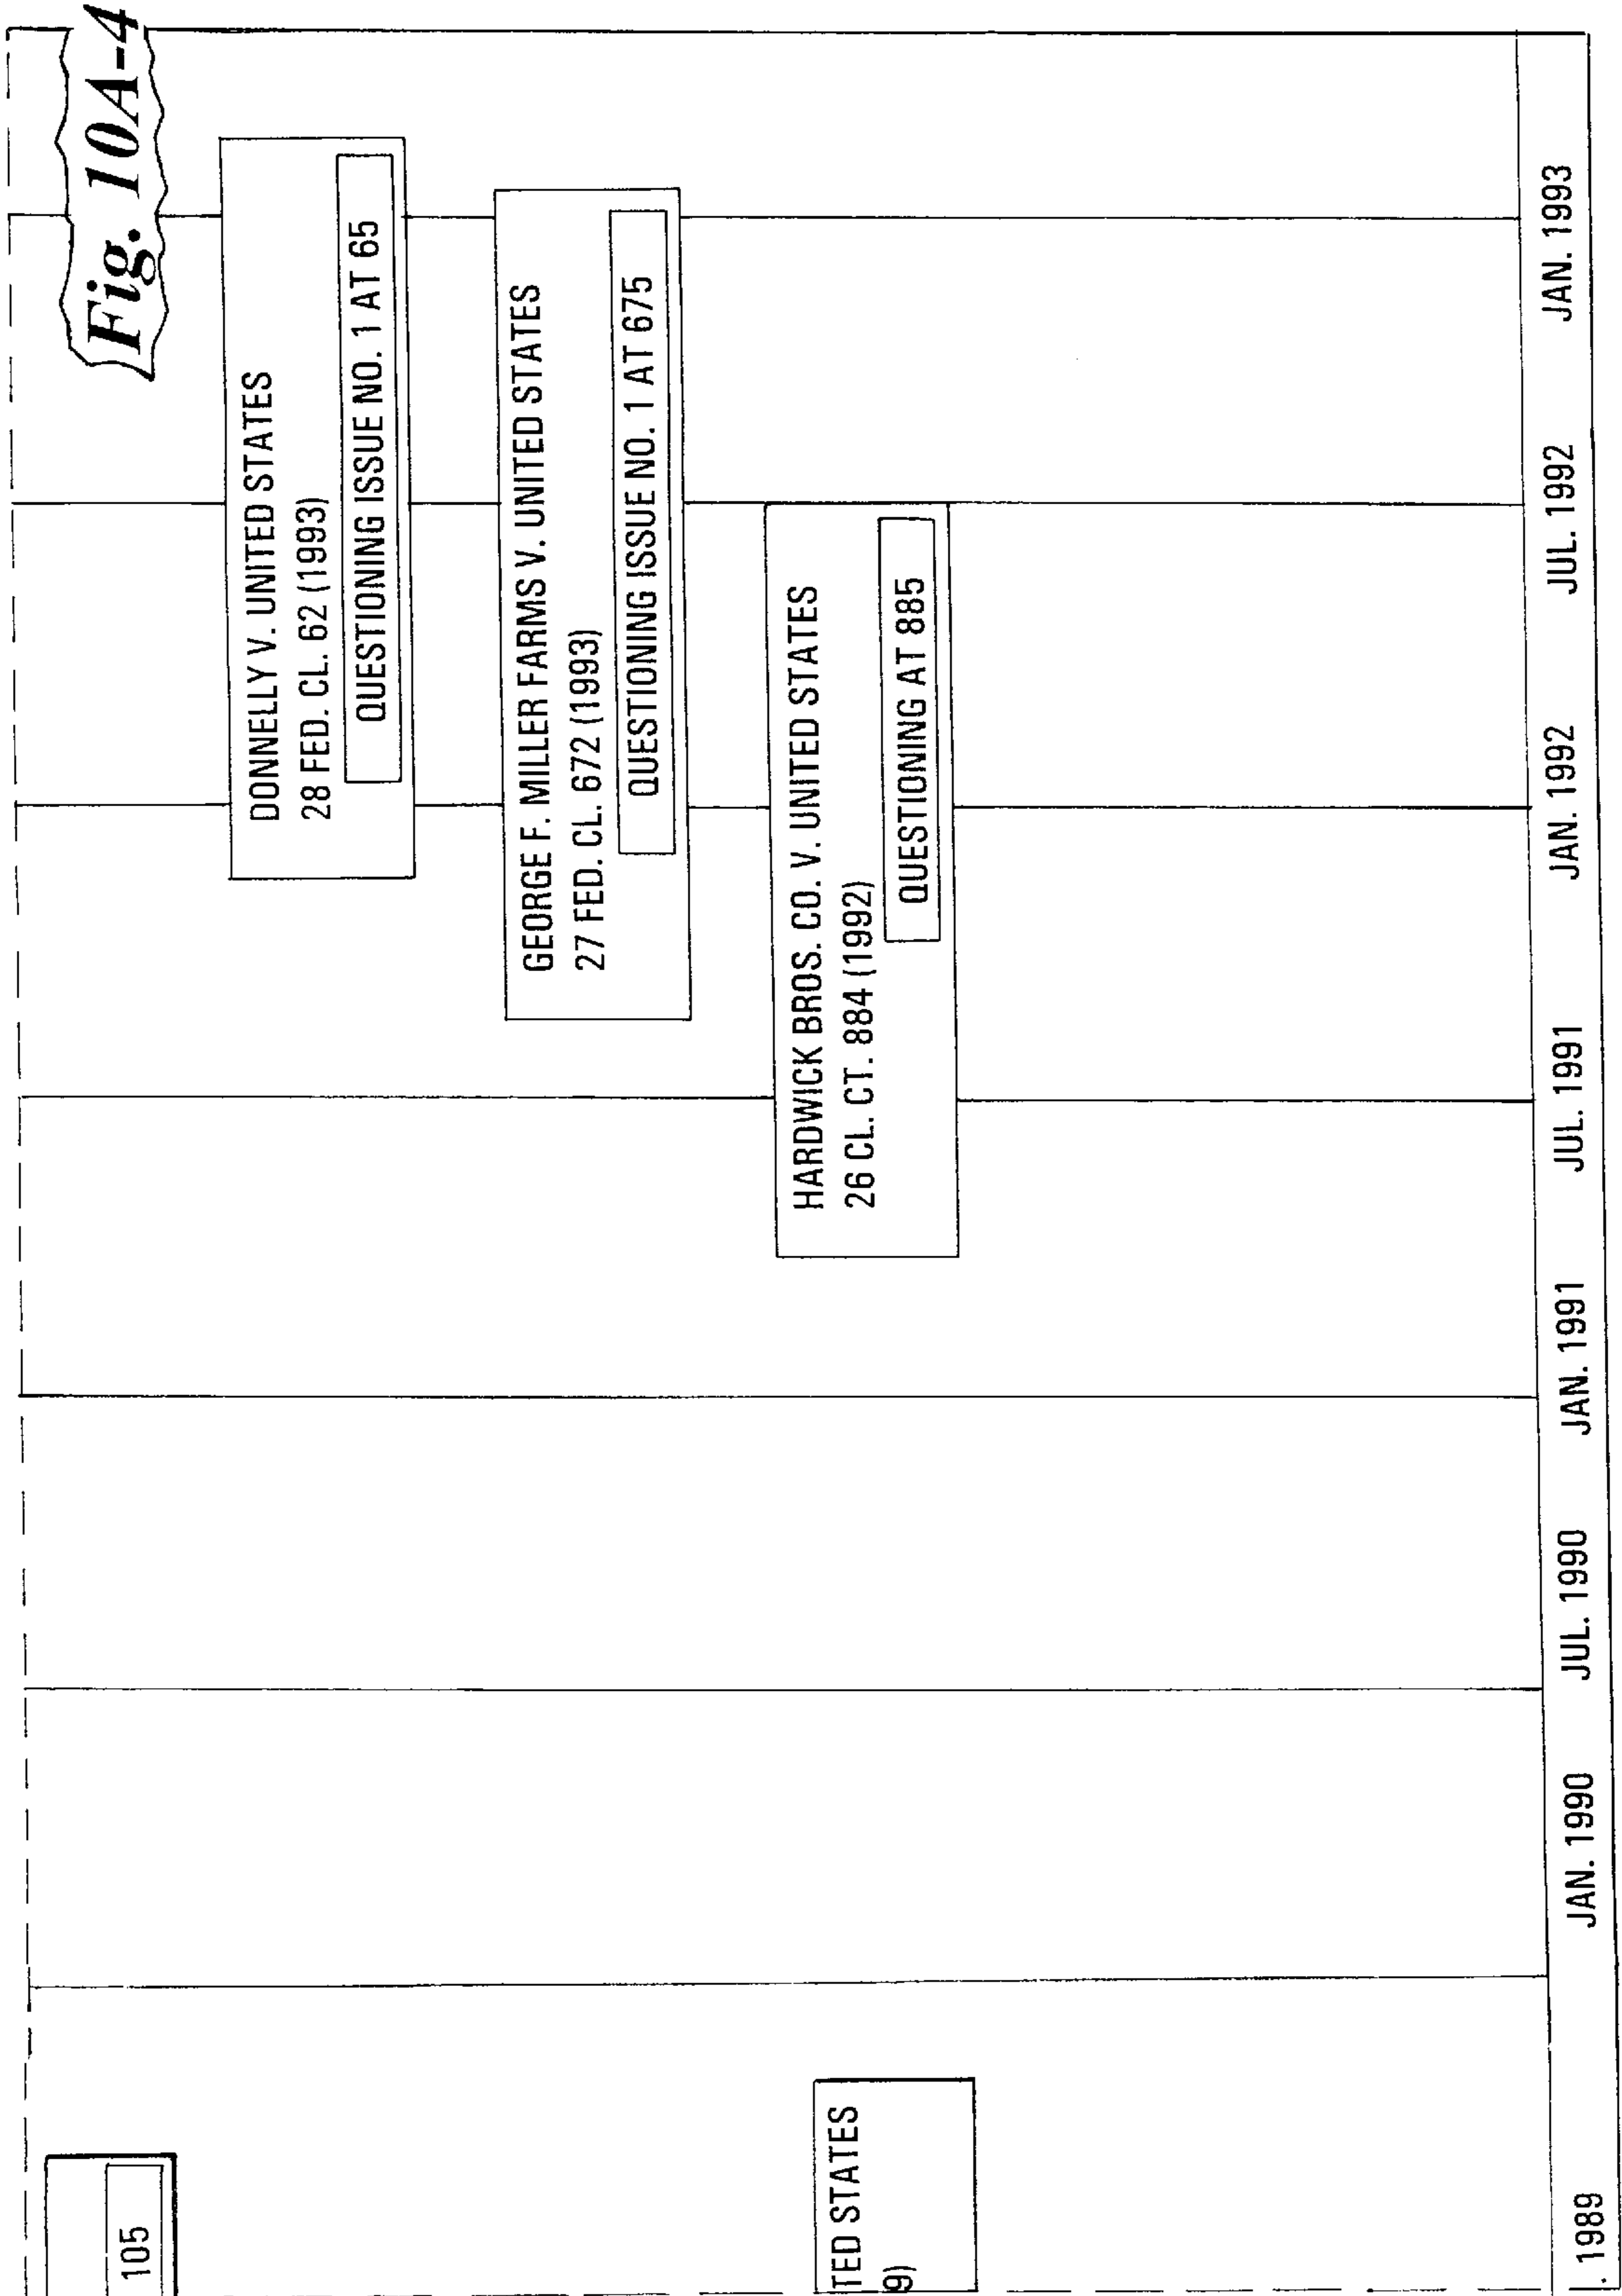 Fig. 10A-4
105
DONNELLY V. UNITED STATES
28 FED. CL. 62 (1993)
QUESTIONING ISSUE NO. 1 AT 65
GEORGE F. MILLER FARMS V. UNITED STATES
27 FED. CL. 672 (1993)
QUESTIONING ISSUE NO. 1 AT 675
HARDWICK BROS. CO. V. UNITED STATES
26 CL. CT. 884 (1992)
QUESTIONING AT 885
TED STATES
9)
. 1989
JAN. 1990
JUL. 1990
JAN. 1991
JUL. 1991
JAN. 1992
JUL. 1992
JAN. 1993